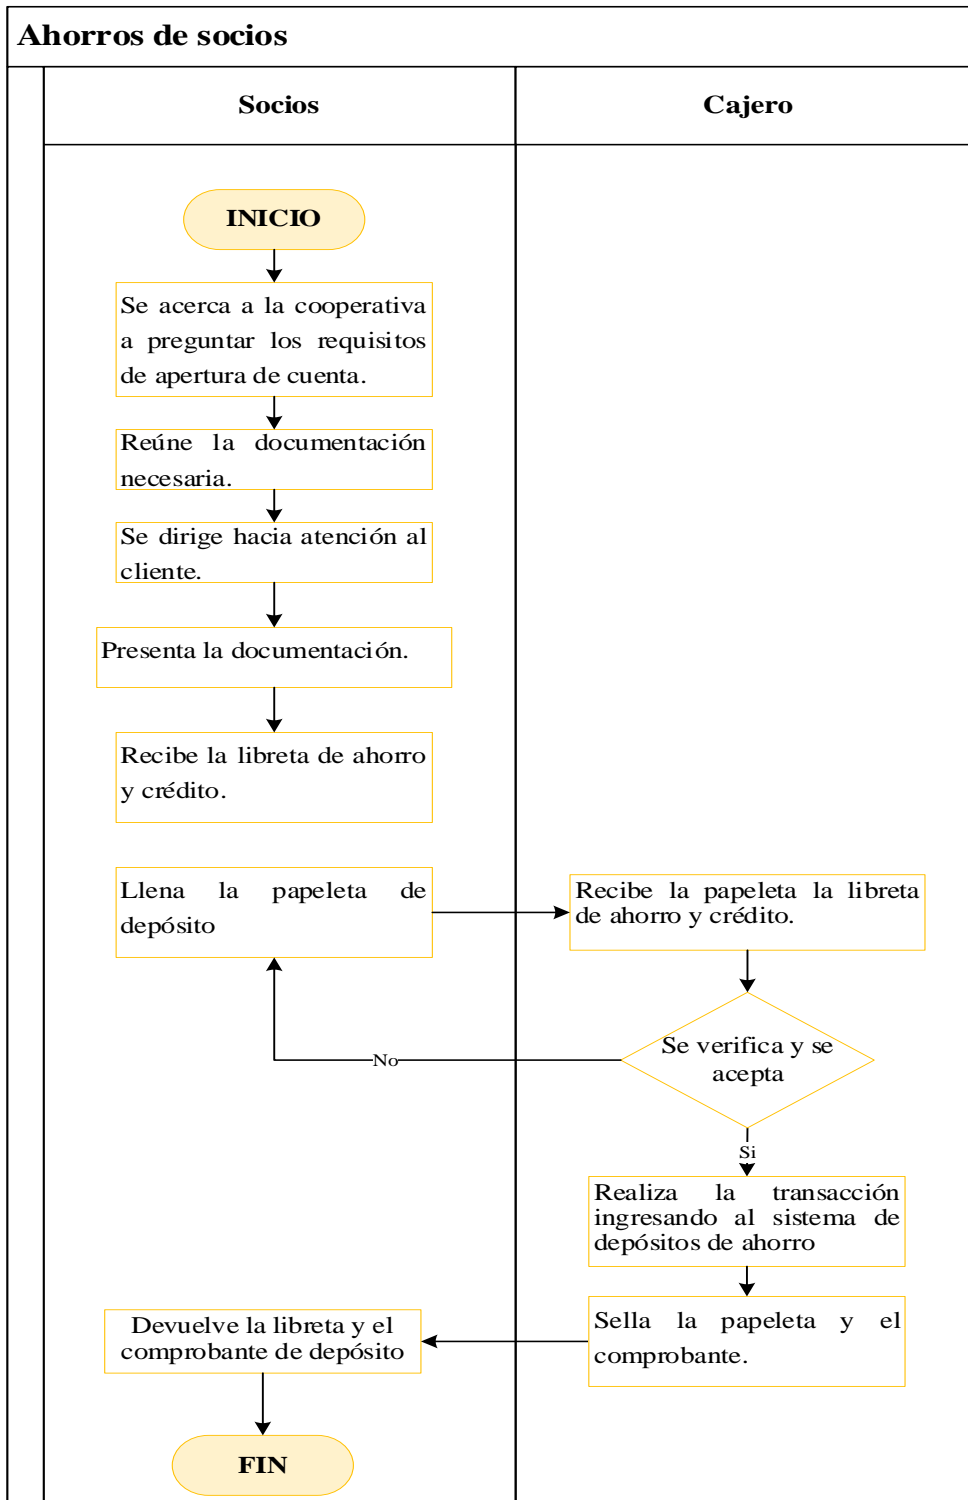 Ahorros de socios
Socios
Cajero
INICIO
Se acerca a la cooperativa
a preguntar los requisitos
de apertura de cuenta.
Reúne la documentación
necesaria.
Se dirige hacia atención al
cliente.
Presenta la documentación.
Recibe la libreta de ahorro
y crédito.
Llena la papeleta de
depósito
Recibe la papeleta la libreta
de ahorro y crédito.
Se verifica y se
acepta
No
Si
Realiza la transacción
ingresando al sistema de
depósitos de ahorro
Sella la papeleta y el
comprobante.
Devuelve la libreta y el
comprobante de depósito
FIN